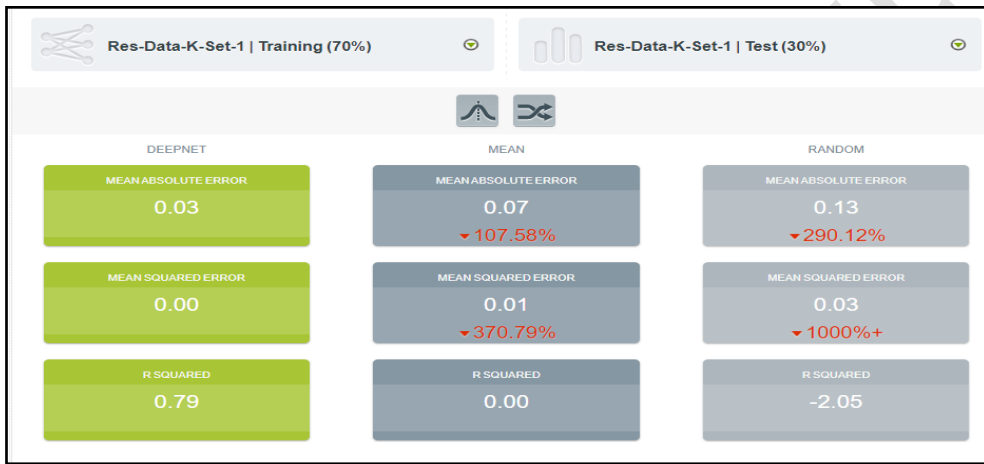 Res-Data-K-Set-1 | Training (70%)
Res-Data-K-Set-1 | Test (30%)
DEEPNET
MEAN
RANDOM
MEAN ABSOLUTE ERROR
0.03
MEAN ABSOLUTE ERROR
0.07
107.58%
MEAN ABSOLUTE ERROR
0.13
290.12%
MEAN SQUARED ERROR
0.00
MEAN SQUARED ERROR
0.01
370.79%
MEAN SQUARED ERROR
0.03
1000%+
R SQUARED
0.79
R SQUARED
0.00
R SQUARED
-2.05